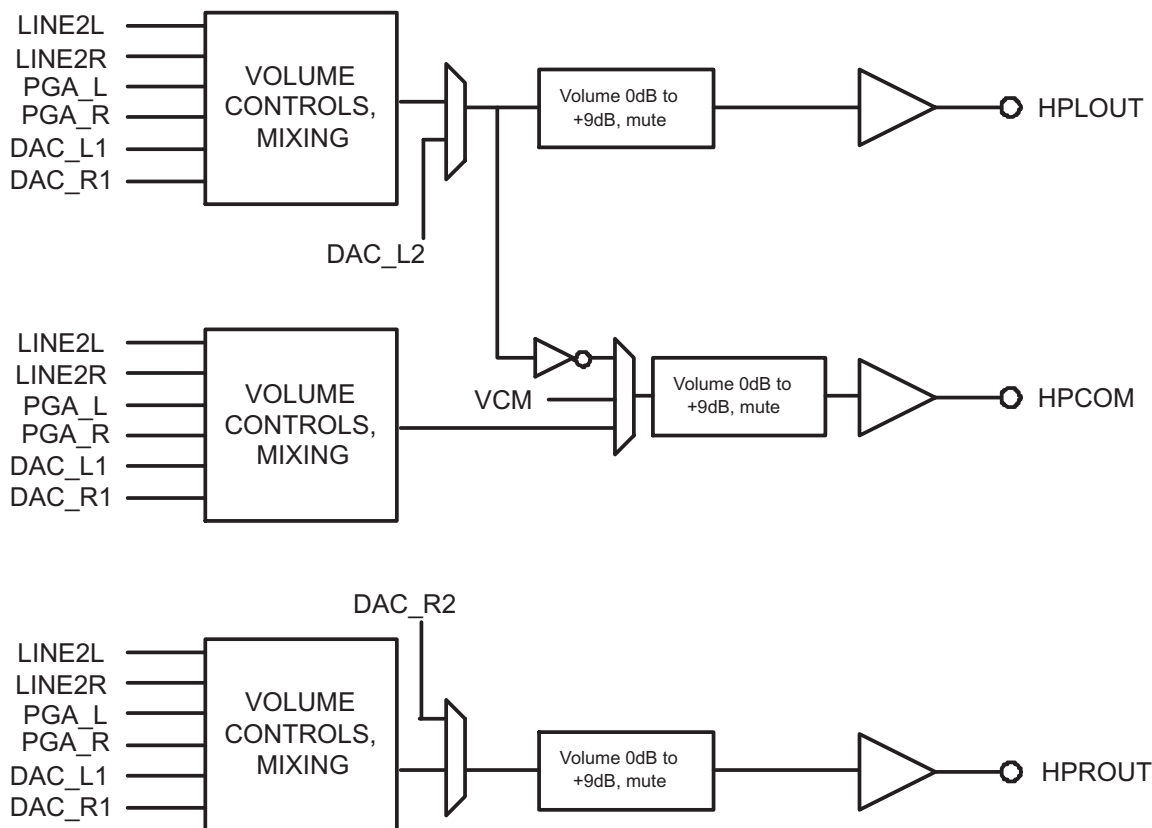 LINE2L
LINE2R
PGA_L
PGA_R
DAC_L1
DAC_R1
VOLUME
CONTROLS,
MIXING
DAC_L2
Volume 0dB to
+9dB, mute
HPLOUT
LINE2L
LINE2R
PGA_L
PGA_R
DAC_L1
DAC_R1
VOLUME
CONTROLS,
MIXING
VCM
Volume 0dB to
+9dB, mute
HPCOM
DAC_R2
LINE2L
LINE2R
PGA_L
PGA_R
DAC_L1
DAC_R1
VOLUME
CONTROLS,
MIXING
Volume 0dB to
+9dB, mute
HPROUT